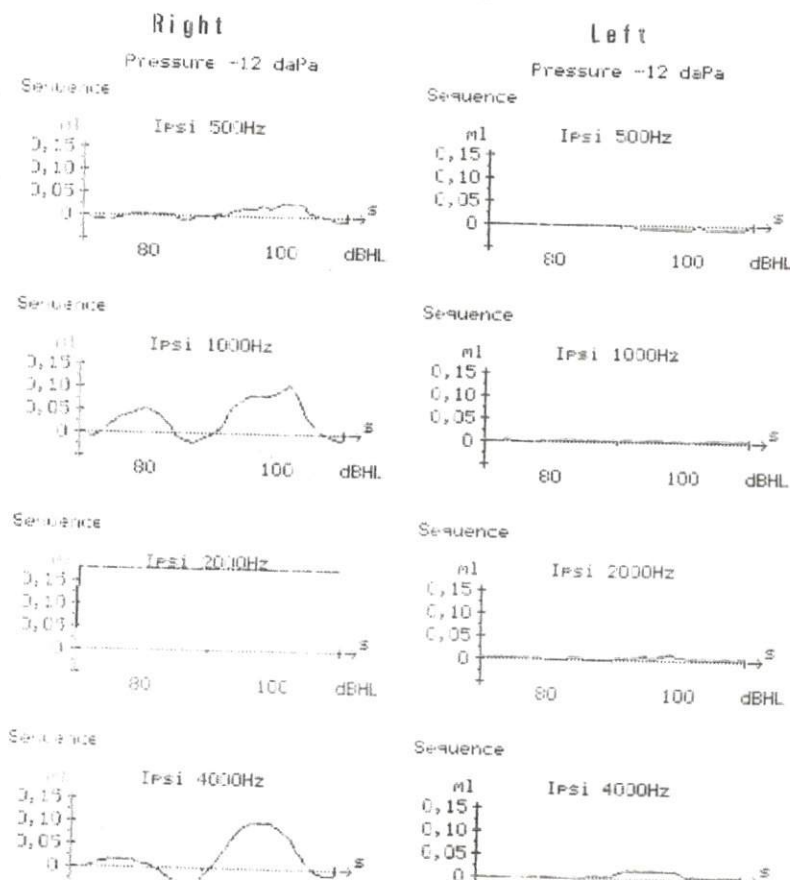 Right
Pressure -12 daPa
Sequence
ml
Ipsi 500Hz
0,15
0,10
0,05
0
s
80 100 dBHL
Sequence
ml
Ipsi 1000Hz
0,15
0,10
0,05
0
s
80 100 dBHL
Sequence
Ipsi 2000Hz
0,15
0,10
0,05
s
80 100 dBHL
Sequence
Ipsi 4000Hz
0,15
0,10
0,05
0
s
Left
Pressure -12 daPa
Sequence
ml
Ipsi 500Hz
0,15
0,10
0,05
0
s
80 100 dBHL
Sequence
ml
Ipsi 1000Hz
0,15
0,10
0,05
0
s
80 100 dBHL
Sequence
ml
Ipsi 2000Hz
0,15
0,10
0,05
0
s
80 100 dBHL
Sequence
ml
Ipsi 4000Hz
0,15
0,10
0,05
0
s